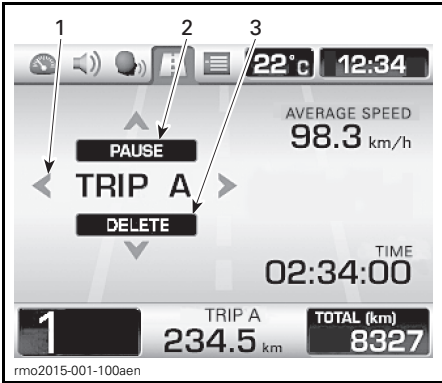 1 2 3
22°c 12:34
AVERAGE SPEED
98.3 km/h
PAUSE
TRIP A
DELETE
TIME
02:34:00
1
TRIP A
234.5 km
TOTAL (km)
8327
rmo2015-001-100aen